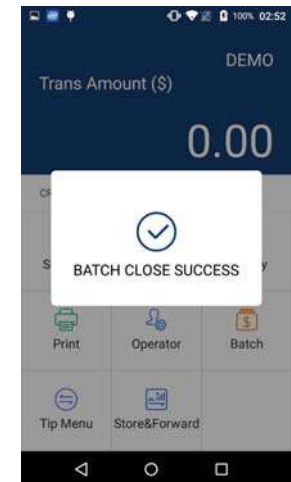 100% 02:52
DEMO
Trans Amount ($)
0.00
BATCH CLOSE SUCCESS
Print Operator Batch
Tip Menu Store&Forward